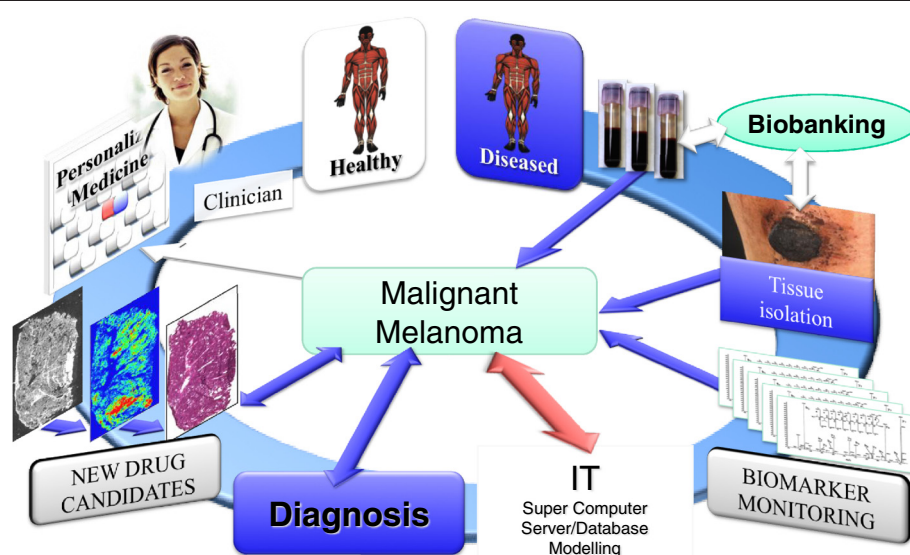 Healthy
Diseased
Biobanking
Medicine
Clinician
Malignant
Melanoma
Tissue
isolation
NEW DRUG
CANDIDATES
Diagnosis
IT
Super Computer
Server/Database
Modelling
BIOMARKER
MONITORING